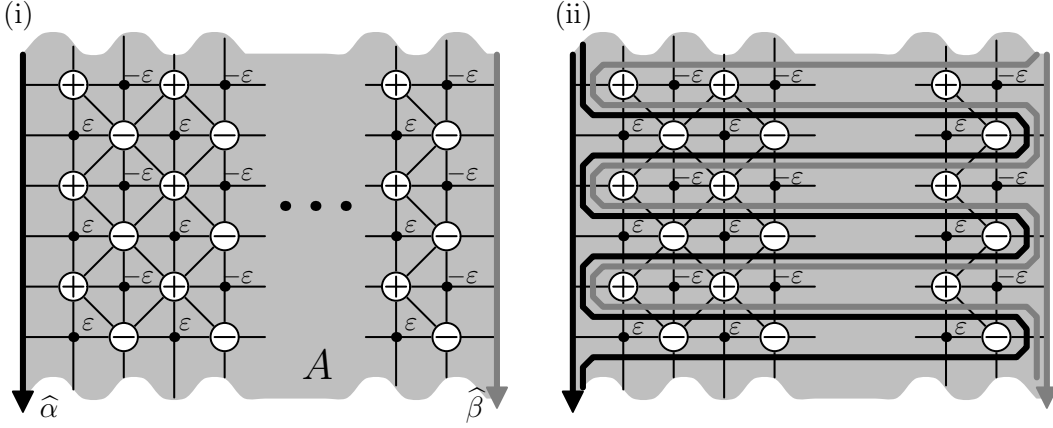 (i) (ii)
+ −ε + −ε + −ε + + −ε + −ε + −ε
ε − ε − ε − ε − ε − ε −
+ −ε + −ε + −ε + −ε + −ε + −ε
ε − ε − ε − ε − ε − ε −
+ −ε + −ε + −ε + −ε + −ε + −ε
ε − ε − ε − ε − ε − ε −
A
α̂ β̂